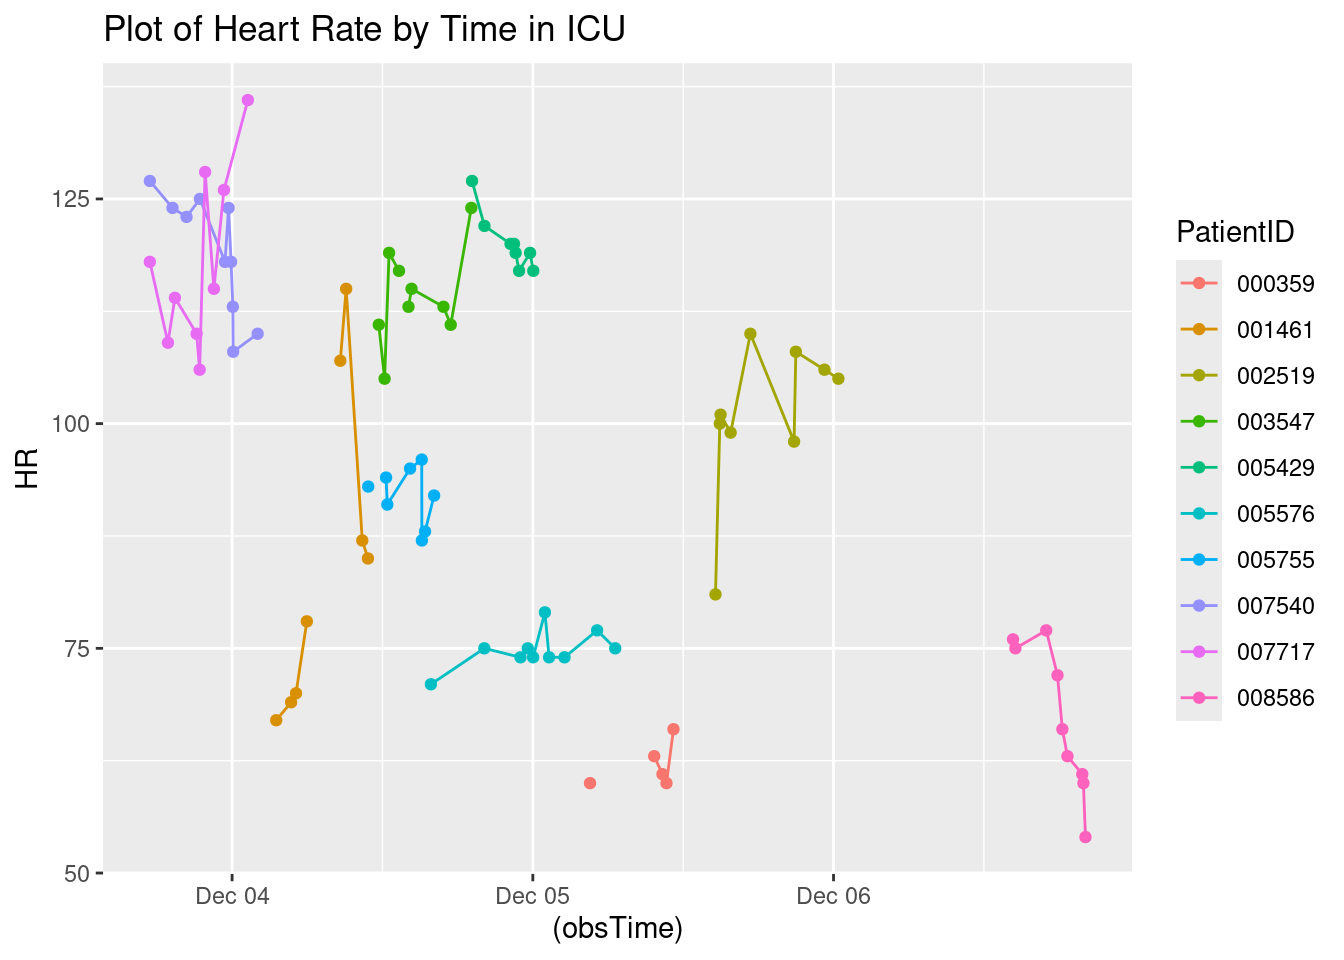 Plot of Heart Rate by Time in ICU
125
100
75
50
HR
Dec 04
Dec 05
Dec 06
(obsTime)
PatientID
000359
001461
002519
003547
005429
005576
005755
007540
007717
008586